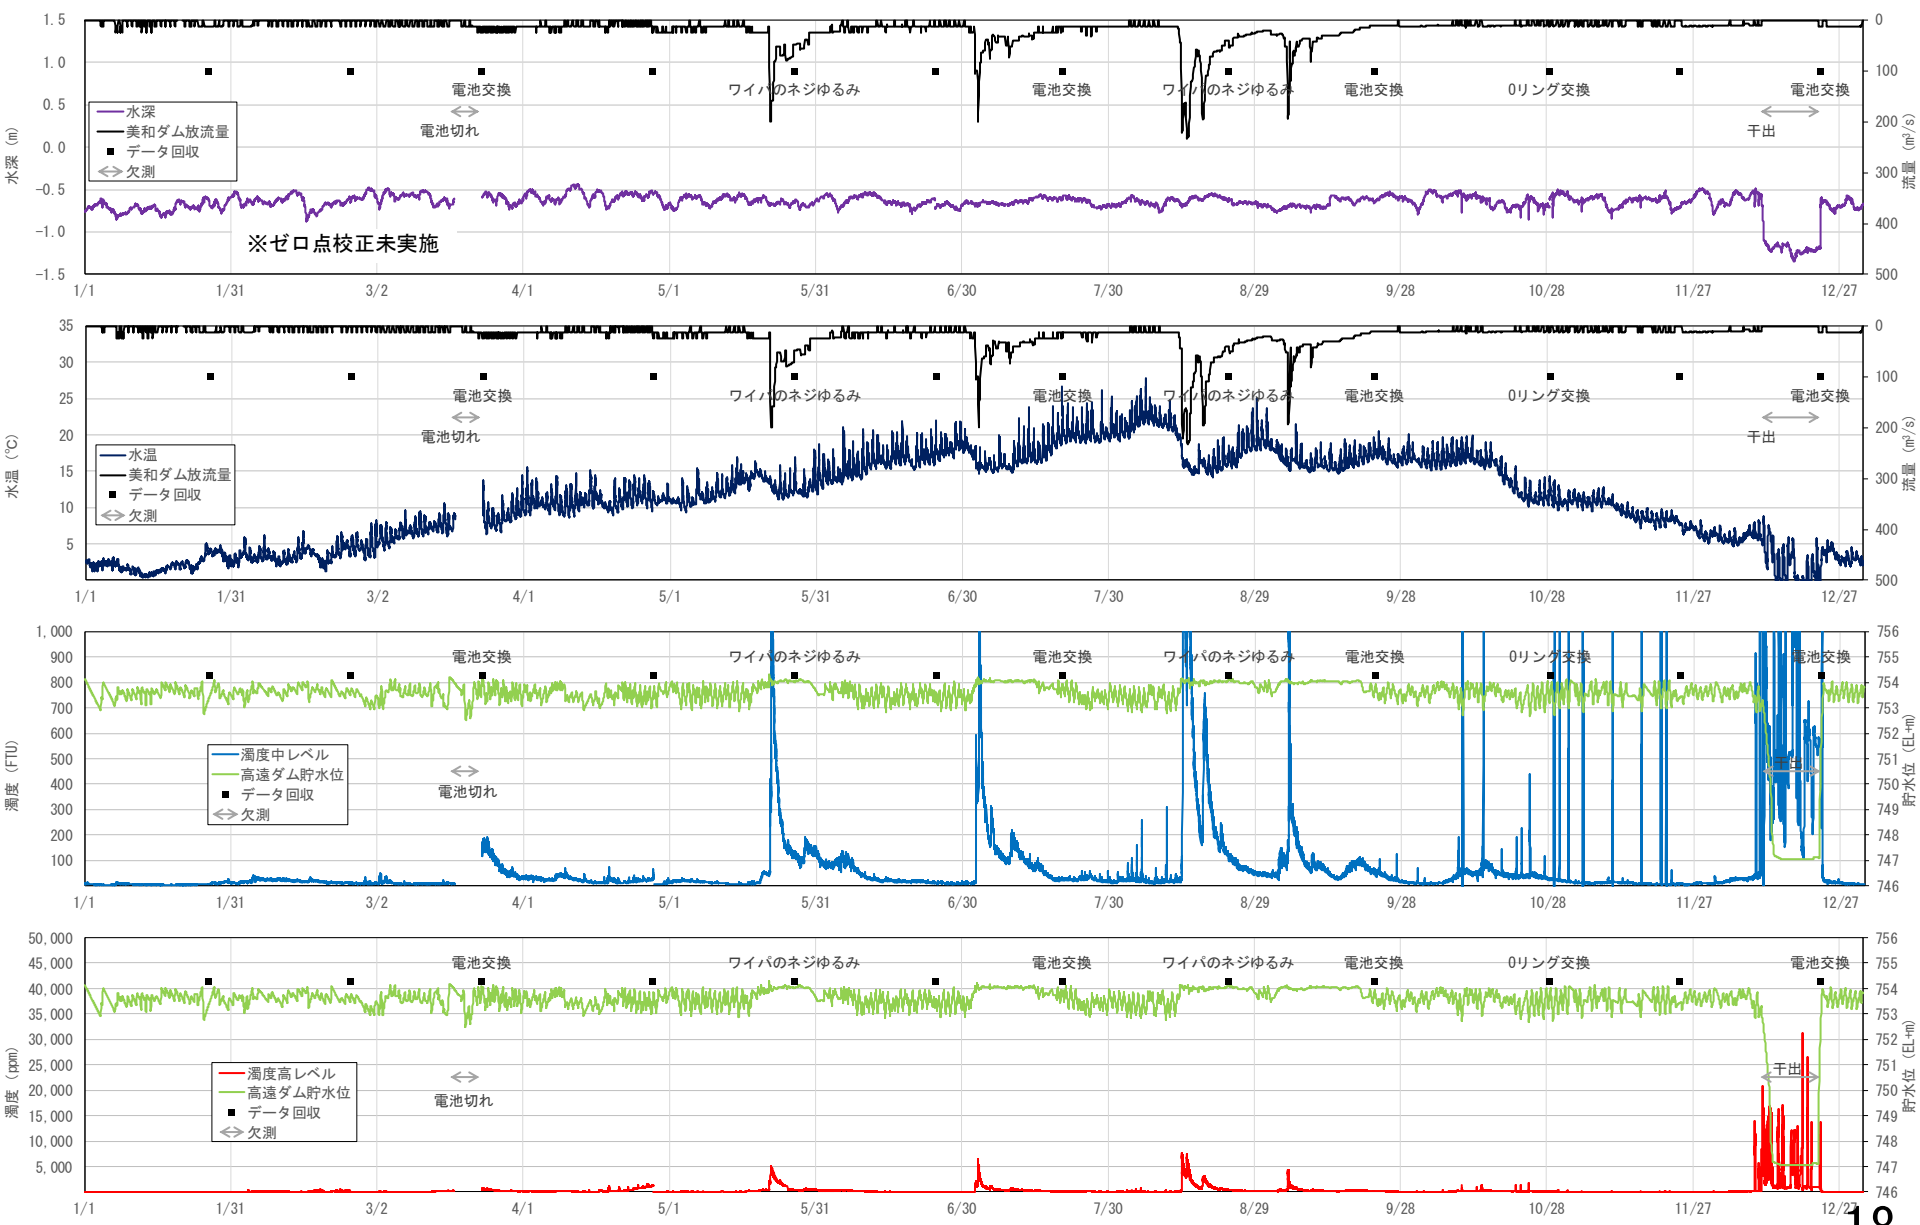 1.5
1.0
0.5
0.0
-0.5
-1.0
-1.5
水深 (m)
0
100
200
300
400
500
流量 (m³/s)
電池交換
ワイパのネジゆるみ
電池交換
ワイパのネジゆるみ
電池交換
Oリング交換
電池交換
電池切れ
干出
水深
美和ダム放流量
データ回収
欠測
※ゼロ点校正未実施
1/1 1/31 3/2 4/1 5/1 5/31 6/30 7/30 8/29 9/28 10/28 11/27 12/27
35
30
25
20
15
10
5
水温 (℃)
0
100
200
300
400
500
流量 (m³/s)
電池交換
ワイパのネジゆるみ
電池交換
ワイパのネジゆるみ
電池交換
Oリング交換
電池交換
電池切れ
干出
水温
美和ダム放流量
データ回収
欠測
1/1 1/31 3/2 4/1 5/1 5/31 6/30 7/30 8/29 9/28 10/28 11/27 12/27
1,000
900
800
700
600
500
400
300
200
100
濁度 (FTU)
756
755
754
753
752
751
750
749
748
747
746
貯水位 (EL+m)
電池交換
ワイパのネジゆるみ
電池交換
ワイパのネジゆるみ
電池交換
Oリング交換
電池交換
電池切れ
干出
濁度中レベル
高遠ダム貯水位
データ回収
欠測
1/1 1/31 3/2 4/1 5/1 5/31 6/30 7/30 8/29 9/28 10/28 11/27 12/27
50,000
45,000
40,000
35,000
30,000
25,000
20,000
15,000
10,000
5,000
濁度 (ppm)
756
755
754
753
752
751
750
749
748
747
746
貯水位 (EL+m)
電池交換
ワイパのネジゆるみ
電池交換
ワイパのネジゆるみ
電池交換
Oリング交換
電池交換
電池切れ
干出
濁度高レベル
高遠ダム貯水位
データ回収
欠測
1/1 1/31 3/2 4/1 5/1 5/31 6/30 7/30 8/29 9/28 10/28 11/27 12/27